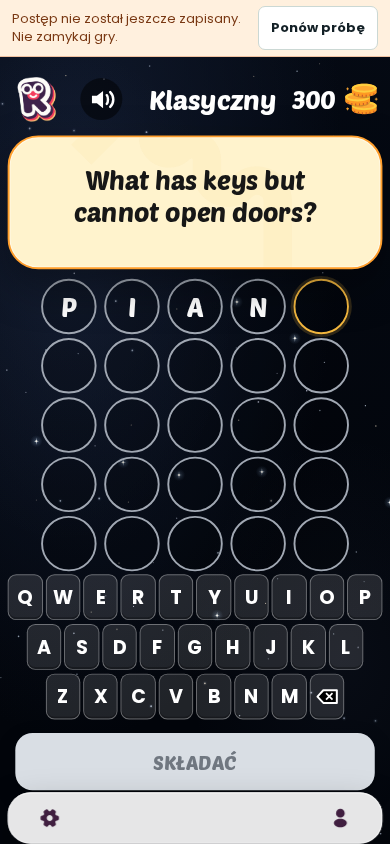 Postęp nie został jeszcze zapisany.
Nie zamykaj gry.
Ponów próbę
Klasyczny 300
What has keys but
cannot open doors?
P I A N
Q W E R T Y U I O P
A S D F G H J K L
Z X C V B N M
SKŁADAĆ